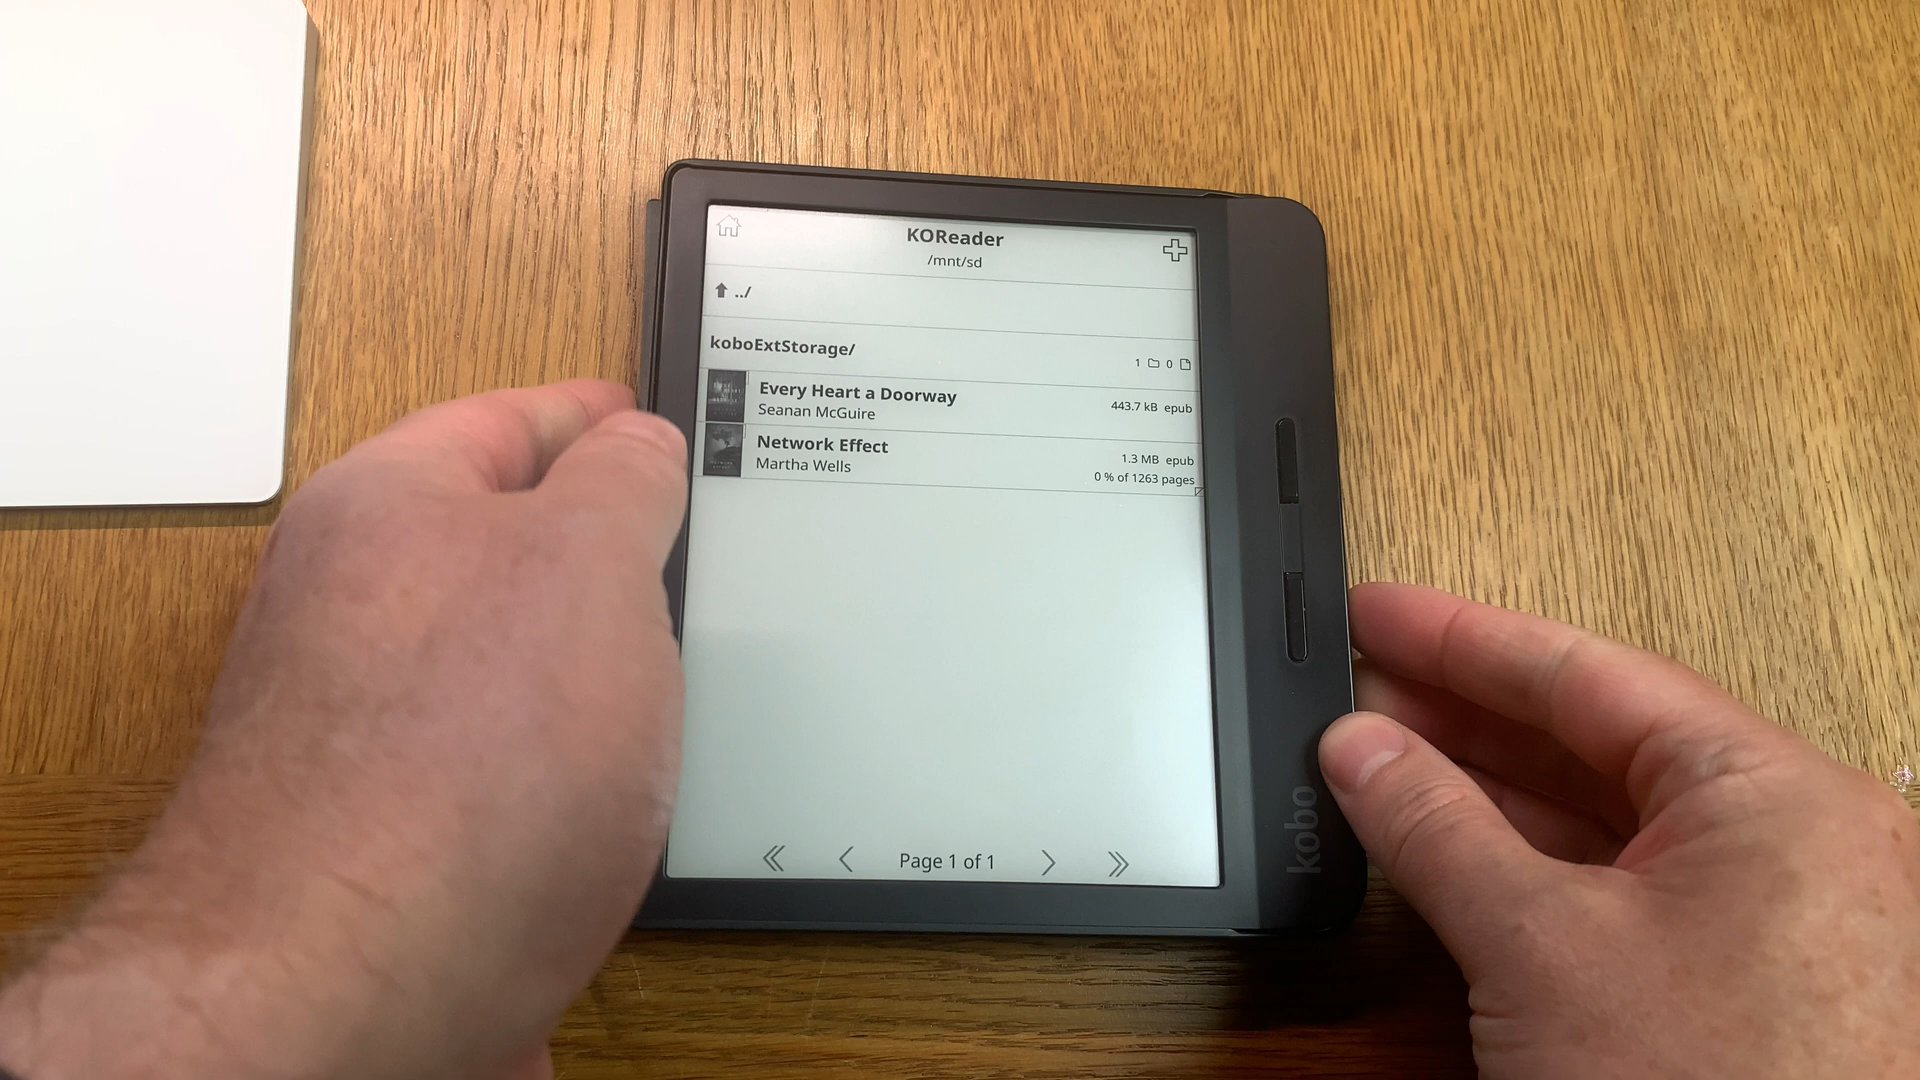 KOReader
/mnt/sd
../
koboExtStorage/
1 0
Every Heart a Doorway
443.7 kB epub
Seanan McGuire
Network Effect
1.3 MB epub
Martha Wells
0 % of 1263 pages
Page 1 of 1
kobo